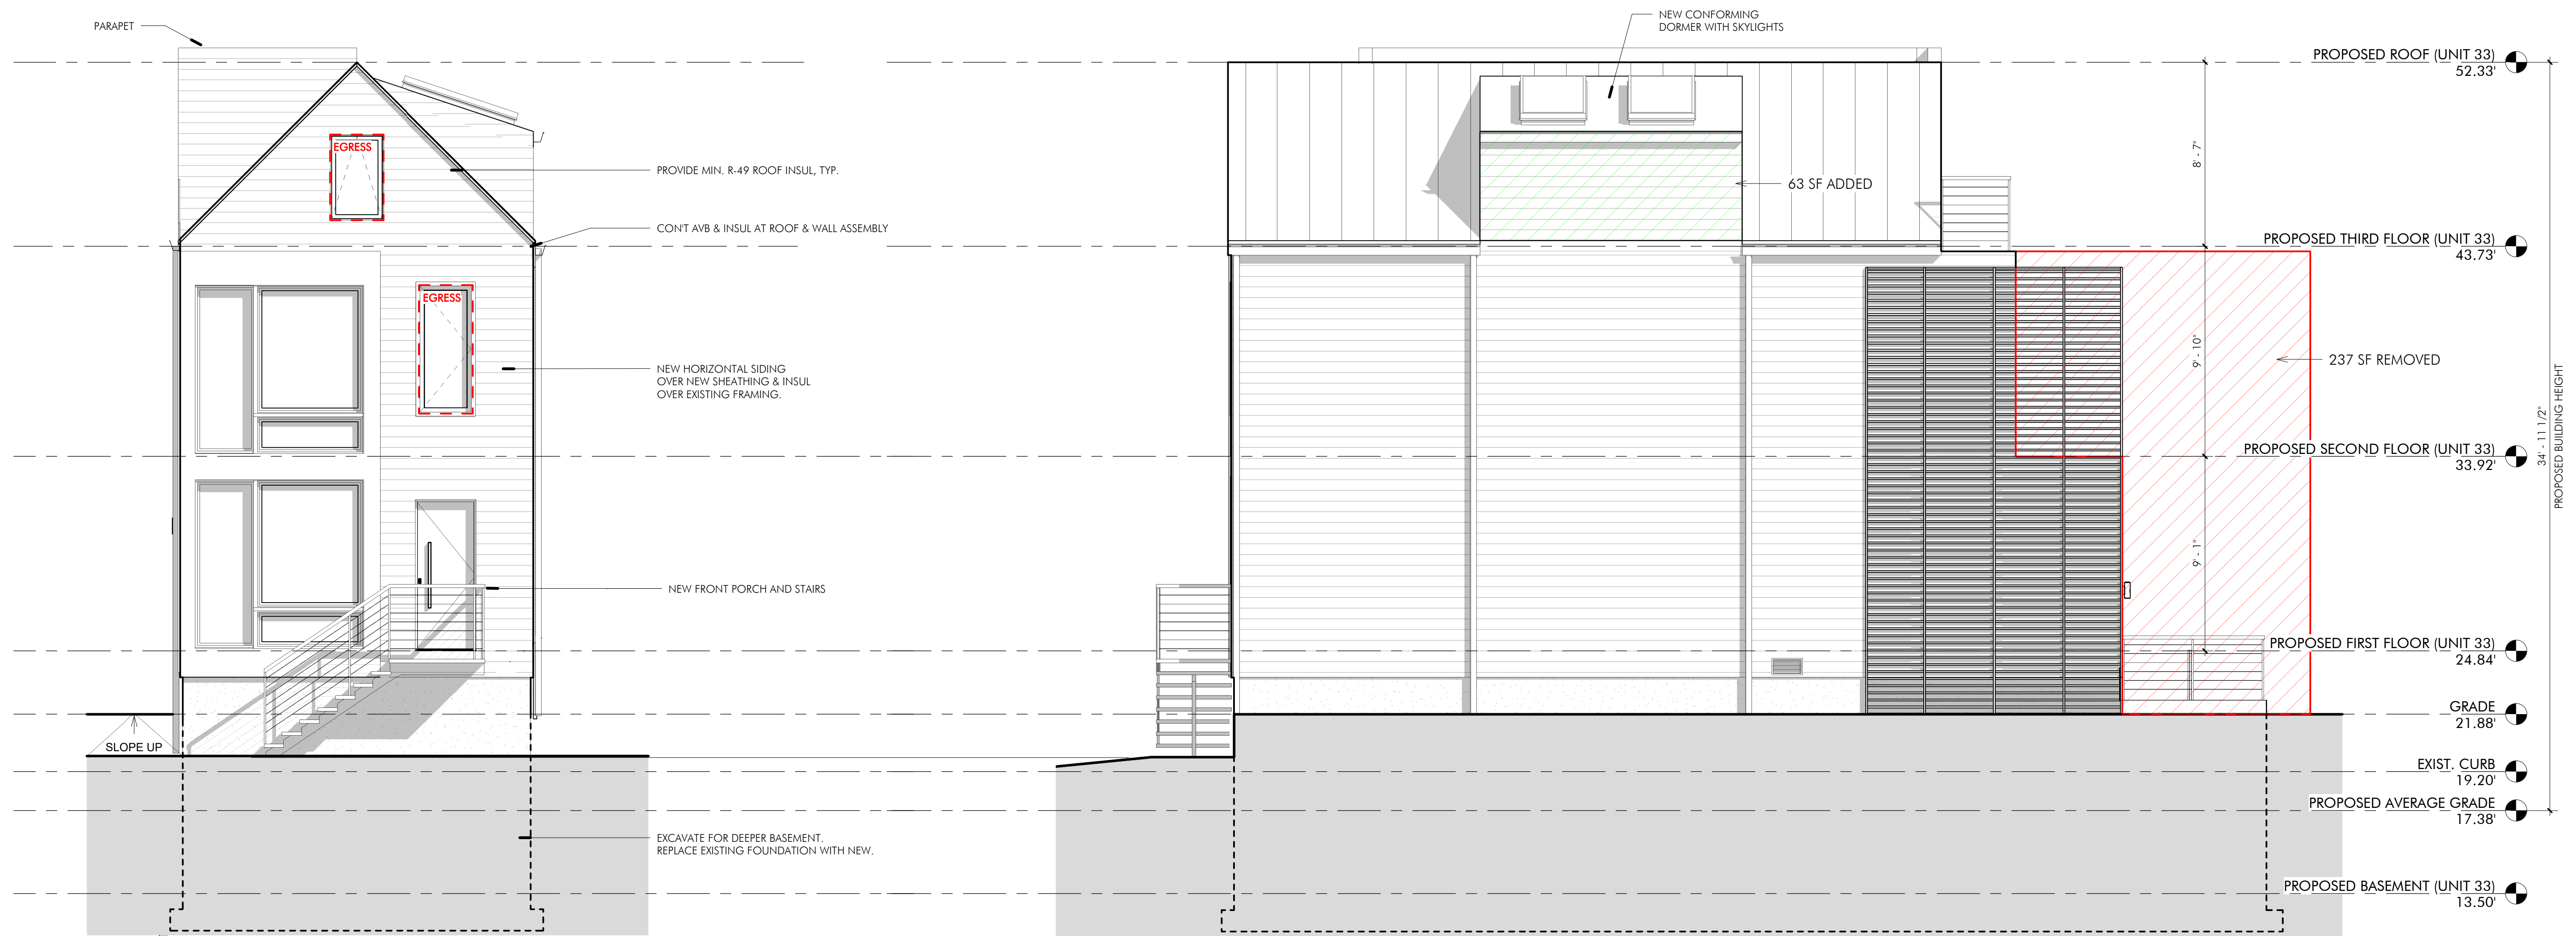 PARAPET
EGRESS
EGRESS
SLOPE UP
PROVIDE MIN. R-49 ROOF INSUL, TYP.
CON'T AVB & INSUL AT ROOF & WALL ASSEMBLY
NEW HORIZONTAL SIDING
OVER NEW SHEATHING & INSUL
OVER EXISTING FRAMING.
NEW FRONT PORCH AND STAIRS
EXCAVATE FOR DEEPER BASEMENT.
REPLACE EXISTING FOUNDATION WITH NEW.
NEW CONFORMING
DORMER WITH SKYLIGHTS
63 SF ADDED
237 SF REMOVED
8' - 7"
9' - 10"
9' - 1"
34' - 11 1/2"
PROPOSED BUILDING HEIGHT
PROPOSED ROOF (UNIT 33)
52.33'
PROPOSED THIRD FLOOR (UNIT 33)
43.73'
PROPOSED SECOND FLOOR (UNIT 33)
33.92'
PROPOSED FIRST FLOOR (UNIT 33)
24.84'
GRADE
21.88'
EXIST. CURB
19.20'
PROPOSED AVERAGE GRADE
17.38'
PROPOSED BASEMENT (UNIT 33)
13.50'